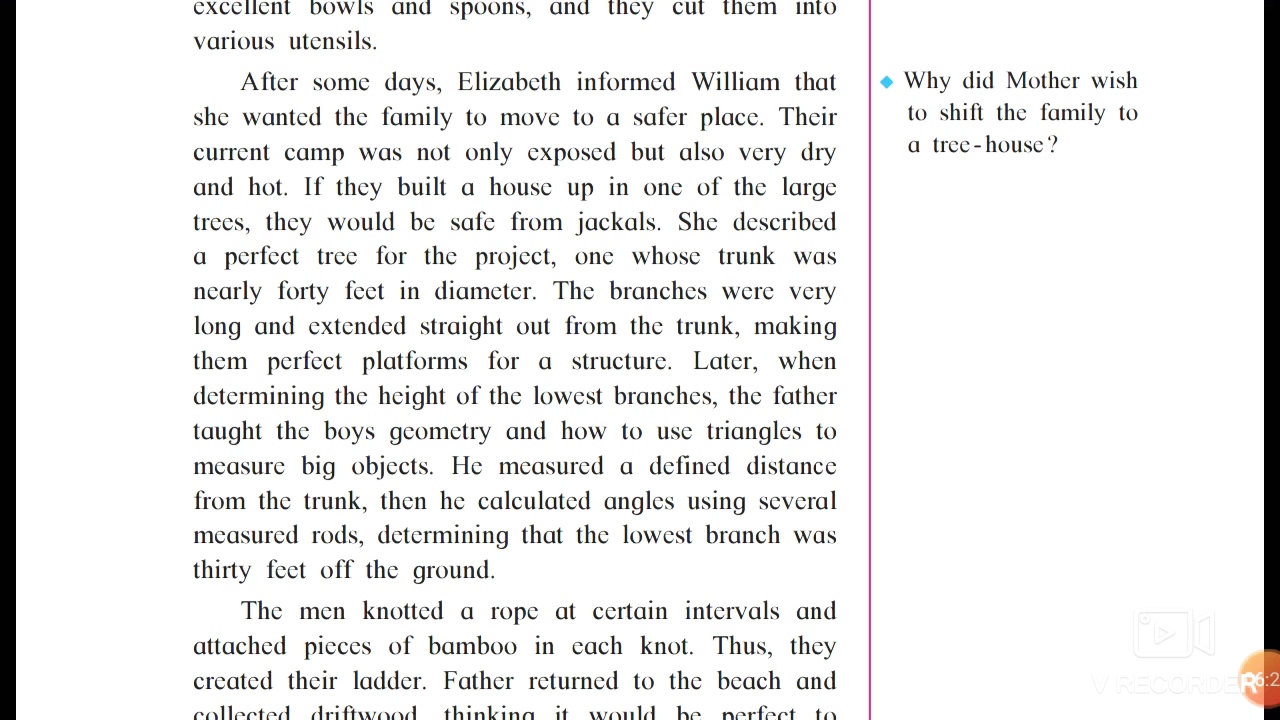 excellent bowls and spoons, and they cut them into
various utensils.
After some days, Elizabeth informed William that
she wanted the family to move to a safer place. Their
current camp was not only exposed but also very dry
and hot. If they built a house up in one of the large
trees, they would be safe from jackals. She described
a perfect tree for the project, one whose trunk was
nearly forty feet in diameter. The branches were very
long and extended straight out from the trunk, making
them perfect platforms for a structure. Later, when
determining the height of the lowest branches, the father
taught the boys geometry and how to use triangles to
measure big objects. He measured a defined distance
from the trunk, then he calculated angles using several
measured rods, determining that the lowest branch was
thirty feet off the ground.
The men knotted a rope at certain intervals and
attached pieces of bamboo in each knot. Thus, they
created their ladder. Father returned to the beach and
collected driftwood, thinking it would be perfect to
Why did Mother wish
to shift the family to
a tree-house?
V RECORDER